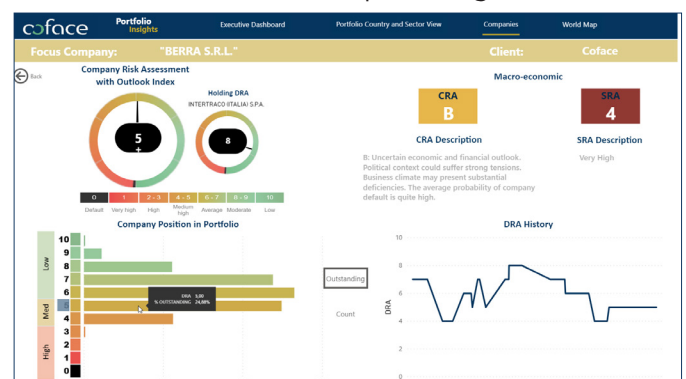 coface
Portfolio
Insights
Executive Dashboard
Portfolio Country and Sector View
Companies
World Map
Focus Company:
"BERRA S.R.L."
Client:
Coface
Back
Company Risk Assessment
with Outlook Index
Holding DRA
INTERTRACO (ITALIA) S.P.A.
5
+
8
0 1 2 - 3 4 - 5 6 - 7 8 - 9 10
Default Very high High Medium high Average Moderate Low
Macro-economic
CRA
B
SRA
4
CRA Description
SRA Description
B: Uncertain economic and financial outlook.
Political context could suffer strong tensions.
Business climate may present substantial
deficiencies. The average probability of company
default is quite high.
Very High
Company Position in Portfolio
Low
Med
High
10
9
8
7
6
5
4
3
2
1
0
DRA 5,00
% OUTSTANDING 24,88%
Outstanding
Count
DRA History
DRA
10
8
6
4
2
0